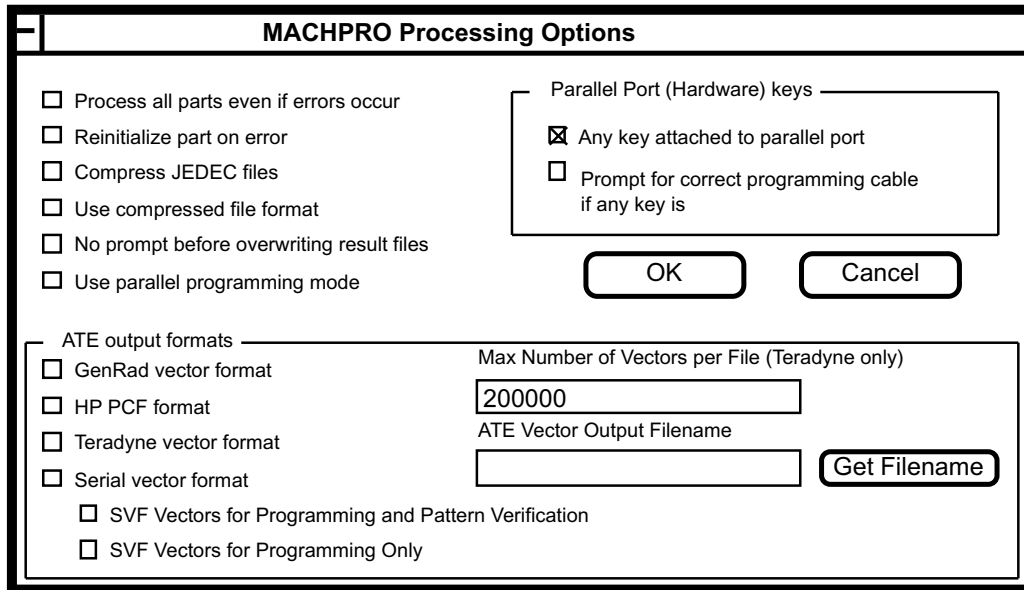 MACHPRO Processing Options
Process all parts even if errors occur
Reinitialize part on error
Compress JEDEC files
Use compressed file format
No prompt before overwriting result files
Use parallel programming mode
Parallel Port (Hardware) keys
Any key attached to parallel port
Prompt for correct programming cable
if any key is
OK
Cancel
ATE output formats
GenRad vector format
HP PCF format
Teradyne vector format
Serial vector format
SVF Vectors for Programming and Pattern Verification
SVF Vectors for Programming Only
Max Number of Vectors per File (Teradyne only)
200000
ATE Vector Output Filename
Get Filename